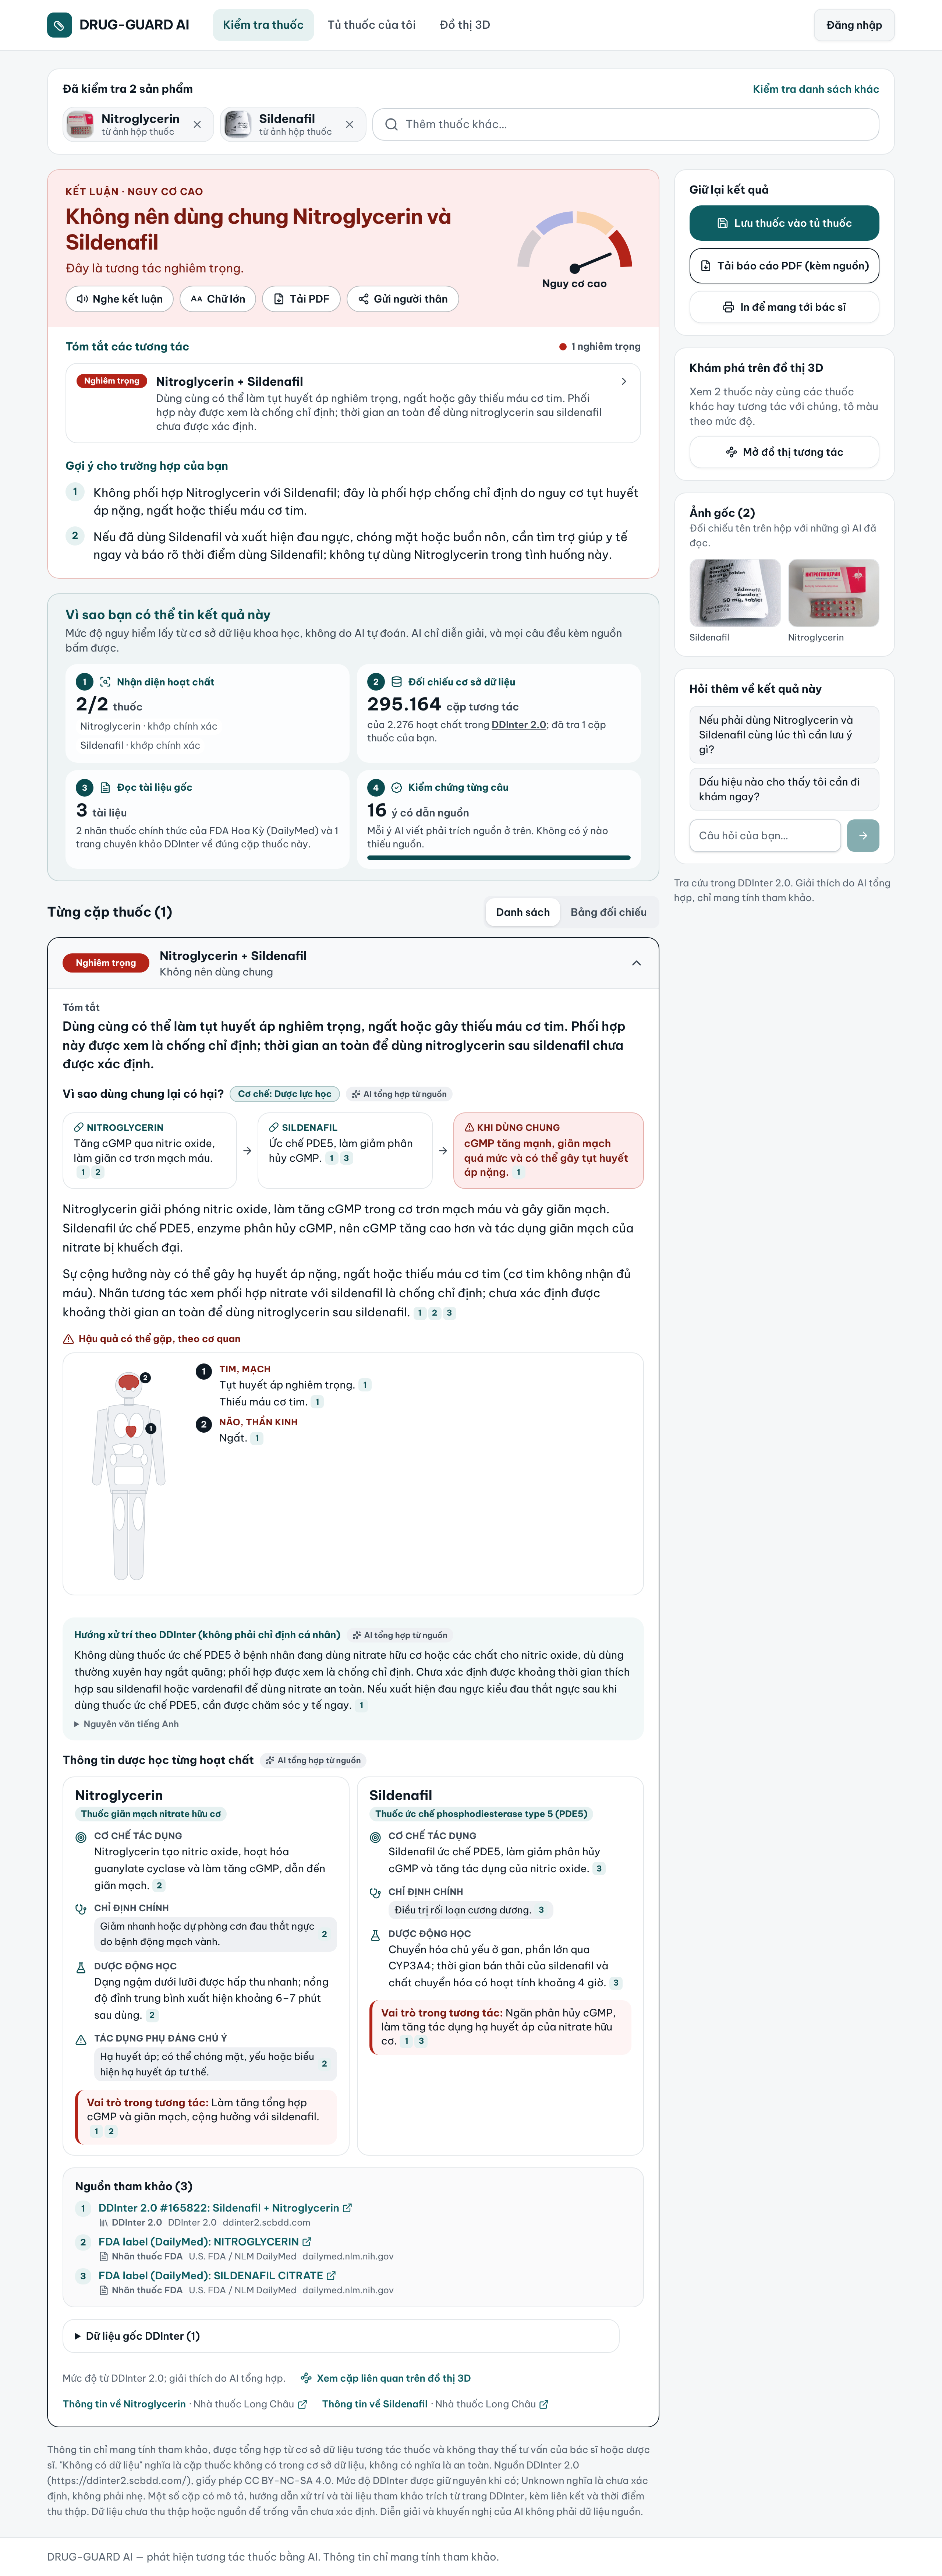 DRUG-GUARD AI
Kiểm tra thuốc
Tủ thuốc của tôi
Đồ thị 3D
Đăng nhập
Đã kiểm tra 2 sản phẩm
Kiểm tra danh sách khác
Nitroglycerin
từ ảnh hộp thuốc
Sildenafil
từ ảnh hộp thuốc
Thêm thuốc khác...
KẾT LUẬN · NGUY CƠ CAO
Không nên dùng chung Nitroglycerin và
Sildenafil
Đây là tương tác nghiêm trọng.
Nghe kết luận
AA Chữ lớn
Tải PDF
Gửi người thân
Nguy cơ cao
Tóm tắt các tương tác
1 nghiêm trọng
Nghiêm trọng
Nitroglycerin + Sildenafil
Dùng cùng có thể làm tụt huyết áp nghiêm trọng, ngất hoặc gây thiếu máu cơ tim. Phối
hợp này được xem là chống chỉ định; thời gian an toàn để dùng nitroglycerin sau sildenafil
chưa được xác định.
Gợi ý cho trường hợp của bạn
1 Không phối hợp Nitroglycerin với Sildenafil; đây là phối hợp chống chỉ định do nguy cơ tụt huyết
áp nặng, ngất hoặc thiếu máu cơ tim.
2 Nếu đã dùng Sildenafil và xuất hiện đau ngực, chóng mặt hoặc buồn nôn, cần tìm trợ giúp y tế
ngay và báo rõ thời điểm dùng Sildenafil; không tự dùng Nitroglycerin trong tình huống này.
Vì sao bạn có thể tin kết quả này
Mức độ nguy hiểm lấy từ cơ sở dữ liệu khoa học, không do AI tự đoán. AI chỉ diễn giải, và mọi câu đều kèm nguồn
bấm được.
1 Nhận diện hoạt chất
2/2 thuốc
Nitroglycerin · khớp chính xác
Sildenafil · khớp chính xác
2 Đối chiếu cơ sở dữ liệu
295.164 cặp tương tác
của 2.276 hoạt chất trong DDInter 2.0; đã tra 1 cặp
thuốc của bạn.
3 Đọc tài liệu gốc
3 tài liệu
2 nhãn thuốc chính thức của FDA Hoa Kỳ (DailyMed) và 1
trang chuyên khảo DDInter về đúng cặp thuốc này.
4 Kiểm chứng từng câu
16 ý có dẫn nguồn
Mỗi ý AI viết phải trích nguồn ở trên. Không có ý nào
thiếu nguồn.
Từng cặp thuốc (1)
Danh sách
Bảng đối chiếu
Nghiêm trọng
Nitroglycerin + Sildenafil
Không nên dùng chung
Tóm tắt
Dùng cùng có thể làm tụt huyết áp nghiêm trọng, ngất hoặc gây thiếu máu cơ tim. Phối hợp
này được xem là chống chỉ định; thời gian an toàn để dùng nitroglycerin sau sildenafil chưa
được xác định.
Vì sao dùng chung lại có hại?
Cơ chế: Dược lực học
AI tổng hợp từ nguồn
NITROGLYCERIN
Tăng cGMP qua nitric oxide,
làm giãn cơ trơn mạch máu.
1 2
SILDENAFIL
Ức chế PDE5, làm giảm phân
hủy cGMP. 1 3
KHI DÙNG CHUNG
cGMP tăng mạnh, giãn mạch
quá mức và có thể gây tụt huyết
áp nặng. 1
Nitroglycerin giải phóng nitric oxide, làm tăng cGMP trong cơ trơn mạch máu và gây giãn mạch.
Sildenafil ức chế PDE5, enzyme phân hủy cGMP, nên cGMP tăng cao hơn và tác dụng giãn mạch của
nitrate bị khuếch đại.
Sự cộng hưởng này có thể gây hạ huyết áp nặng, ngất hoặc thiếu máu cơ tim (cơ tim không nhận đủ
máu). Nhãn tương tác xem phối hợp nitrate với sildenafil là chống chỉ định; chưa xác định được
khoảng thời gian an toàn để dùng nitroglycerin sau sildenafil. 1 2 3
Hậu quả có thể gặp, theo cơ quan
2
1
1 TIM, MẠCH
Tụt huyết áp nghiêm trọng. 1
Thiếu máu cơ tim. 1
2 NÃO, THẦN KINH
Ngất. 1
Hướng xử trí theo DDInter (không phải chỉ định cá nhân)
AI tổng hợp từ nguồn
Không dùng thuốc ức chế PDE5 ở bệnh nhân đang dùng nitrate hữu cơ hoặc các chất cho nitric oxide, dù dùng
thường xuyên hay ngắt quãng; phối hợp được xem là chống chỉ định. Chưa xác định được khoảng thời gian thích
hợp sau sildenafil hoặc vardenafil để dùng nitrate an toàn. Nếu xuất hiện đau ngực kiểu đau thắt ngực sau khi
dùng thuốc ức chế PDE5, cần được chăm sóc y tế ngay. 1
Nguyên văn tiếng Anh
Thông tin dược học từng hoạt chất
AI tổng hợp từ nguồn
Nitroglycerin
Thuốc giãn mạch nitrate hữu cơ
CƠ CHẾ TÁC DỤNG
Nitroglycerin tạo nitric oxide, hoạt hóa
guanylate cyclase và làm tăng cGMP, dẫn đến
giãn mạch. 2
CHỈ ĐỊNH CHÍNH
Giảm nhanh hoặc dự phòng cơn đau thắt ngực
do bệnh động mạch vành. 2
DƯỢC ĐỘNG HỌC
Dạng ngậm dưới lưỡi được hấp thu nhanh; nồng
độ đỉnh trung bình xuất hiện khoảng 6–7 phút
sau dùng. 2
TÁC DỤNG PHỤ ĐÁNG CHÚ Ý
Hạ huyết áp; có thể chóng mặt, yếu hoặc biểu
hiện hạ huyết áp tư thế. 2
Vai trò trong tương tác: Làm tăng tổng hợp
cGMP và giãn mạch, cộng hưởng với sildenafil.
1 2
Sildenafil
Thuốc ức chế phosphodiesterase type 5 (PDE5)
CƠ CHẾ TÁC DỤNG
Sildenafil ức chế PDE5, làm giảm phân hủy
cGMP và tăng tác dụng của nitric oxide. 3
CHỈ ĐỊNH CHÍNH
Điều trị rối loạn cương dương. 3
DƯỢC ĐỘNG HỌC
Chuyển hóa chủ yếu ở gan, phần lớn qua
CYP3A4; thời gian bán thải của sildenafil và
chất chuyển hóa có hoạt tính khoảng 4 giờ. 3
Vai trò trong tương tác: Ngăn phân hủy cGMP,
làm tăng tác dụng hạ huyết áp của nitrate hữu
cơ. 1 3
Nguồn tham khảo (3)
1 DDInter 2.0 #165822: Sildenafil + Nitroglycerin
DDInter 2.0 DDInter 2.0 ddinter2.scbdd.com
2 FDA label (DailyMed): NITROGLYCERIN
Nhãn thuốc FDA U.S. FDA / NLM DailyMed dailymed.nlm.nih.gov
3 FDA label (DailyMed): SILDENAFIL CITRATE
Nhãn thuốc FDA U.S. FDA / NLM DailyMed dailymed.nlm.nih.gov
Dữ liệu gốc DDInter (1)
Mức độ từ DDInter 2.0; giải thích do AI tổng hợp.
Xem cặp liên quan trên đồ thị 3D
Thông tin về Nitroglycerin · Nhà thuốc Long Châu
Thông tin về Sildenafil · Nhà thuốc Long Châu
Thông tin chỉ mang tính tham khảo, được tổng hợp từ cơ sở dữ liệu tương tác thuốc và không thay thế tư vấn của bác sĩ hoặc dược
sĩ. "Không có dữ liệu" nghĩa là cặp thuốc không có trong cơ sở dữ liệu, không có nghĩa là an toàn. Nguồn DDInter 2.0
(https://ddinter2.scbdd.com/), giấy phép CC BY-NC-SA 4.0. Mức độ DDInter được giữ nguyên khi có; Unknown nghĩa là chưa xác
định, không phải nhẹ. Một số cặp có mô tả, hướng dẫn xử trí và tài liệu tham khảo trích từ trang DDInter, kèm liên kết và thời điểm
thu thập. Dữ liệu chưa thu thập hoặc nguồn để trống vẫn chưa xác định. Diễn giải và khuyến nghị của AI không phải dữ liệu nguồn.
Giữ lại kết quả
Lưu thuốc vào tủ thuốc
Tải báo cáo PDF (kèm nguồn)
In để mang tới bác sĩ
Khám phá trên đồ thị 3D
Xem 2 thuốc này cùng các thuốc
khác hay tương tác với chúng, tô màu
theo mức độ.
Mở đồ thị tương tác
Ảnh gốc (2)
Đối chiếu tên trên hộp với những gì AI đã
đọc.
50 mg, tablet
Sildenafil
Sandoz
50 mg, tablet
НИТРОГЛИЦЕРИН
Sildenafil
Nitroglycerin
Hỏi thêm về kết quả này
Nếu phải dùng Nitroglycerin và
Sildenafil cùng lúc thì cần lưu ý
gì?
Dấu hiệu nào cho thấy tôi cần đi
khám ngay?
Câu hỏi của bạn...
Tra cứu trong DDInter 2.0. Giải thích do AI tổng
hợp, chỉ mang tính tham khảo.
DRUG-GUARD AI — phát hiện tương tác thuốc bằng AI. Thông tin chỉ mang tính tham khảo.